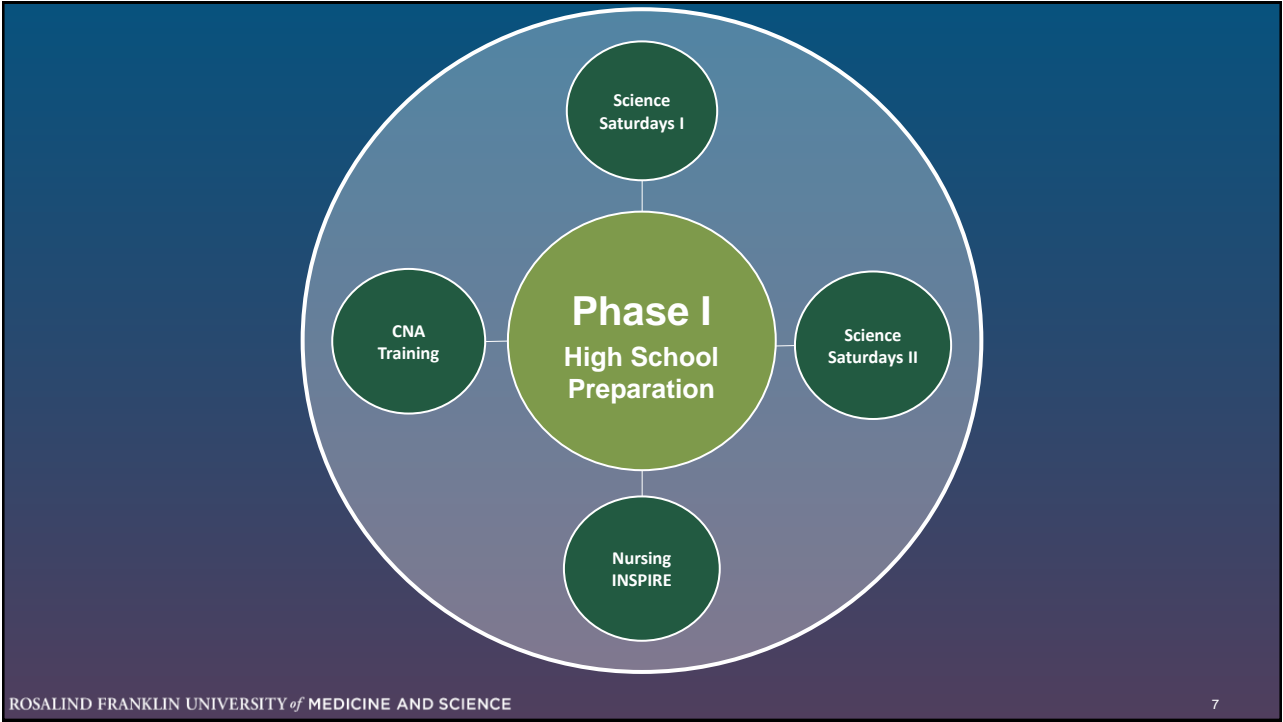 Science
Saturdays I
CNA
Training
Phase I
High School
Preparation
Science
Saturdays II
Nursing
INSPIRE
ROSALIND FRANKLIN UNIVERSITY of MEDICINE AND SCIENCE
7